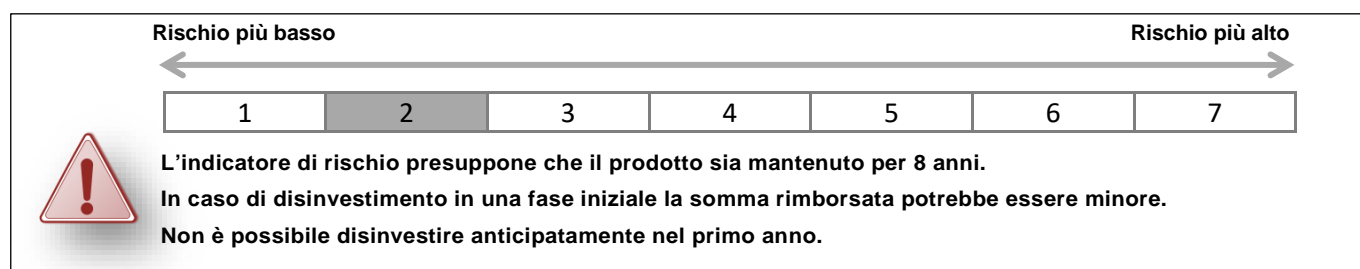 Rischio più basso Rischio più alto
1 2 3 4 5 6 7
L'indicatore di rischio presuppone che il prodotto sia mantenuto per 8 anni.
In caso di disinvestimento in una fase iniziale la somma rimborsata potrebbe essere minore.
Non è possibile disinvestire anticipatamente nel primo anno.